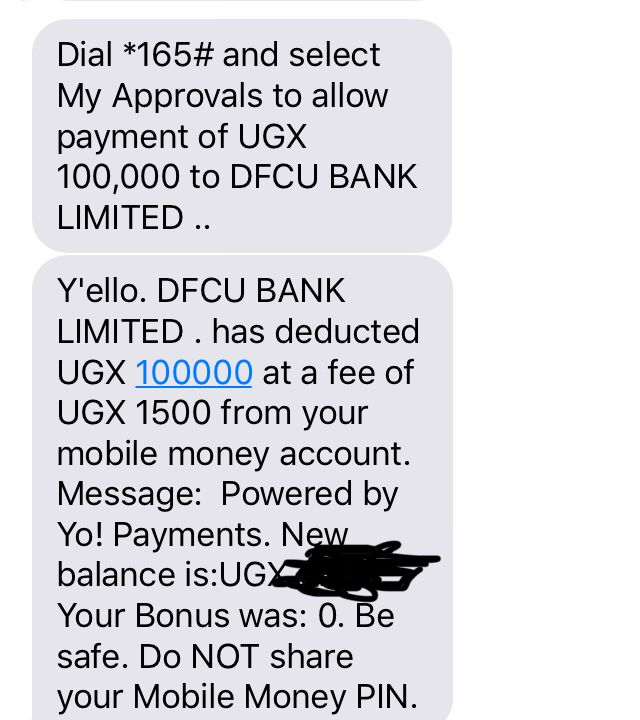 Dial *165# and select
My Approvals to allow
payment of UGX
100,000 to DFCU BANK
LIMITED ..
Y'ello. DFCU BANK
LIMITED . has deducted
UGX 100000 at a fee of
UGX 1500 from your
mobile money account.
Message:  Powered by
Yo! Payments. New
balance is:UGX
Your Bonus was: 0. Be
safe. Do NOT share
your Mobile Money PIN.